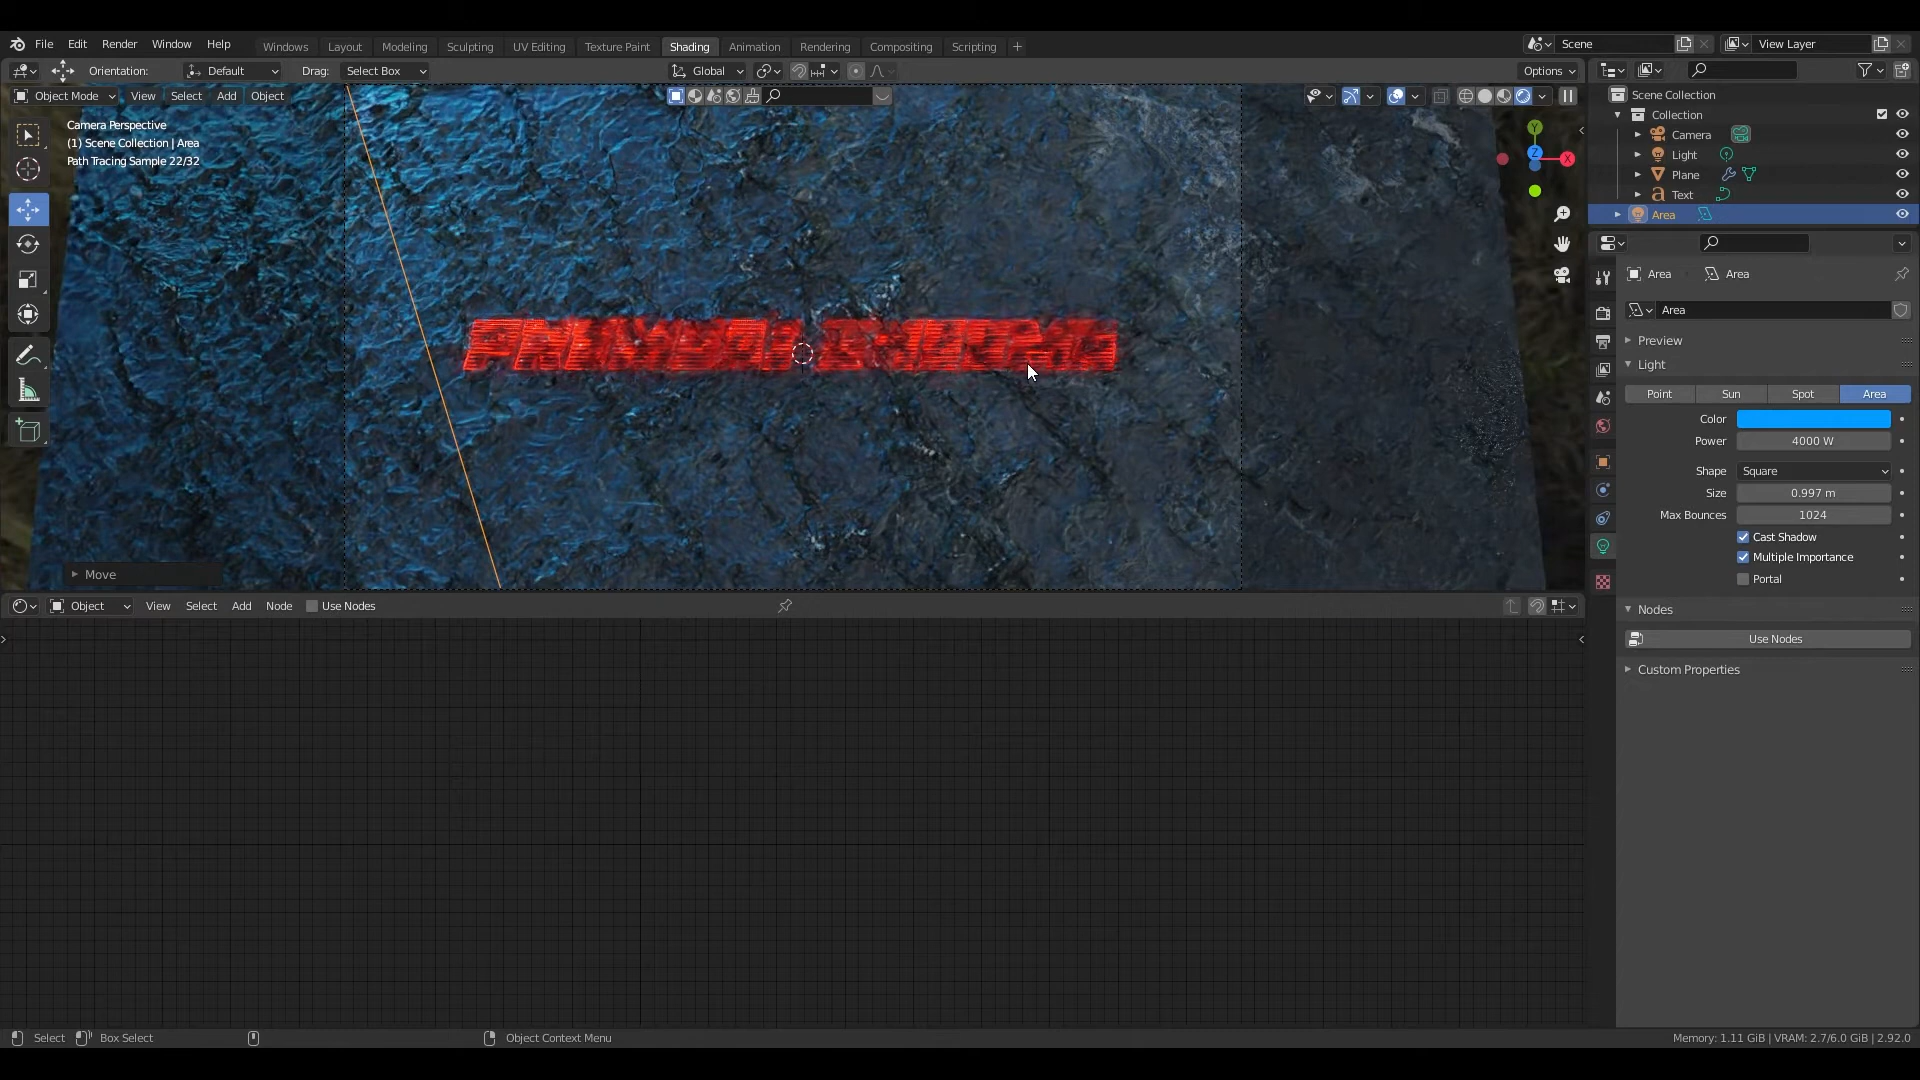 File Edit Render Window Help Windows Layout Modeling Sculpting UV Editing Texture Paint Shading Animation Rendering Compositing Scripting + Scene View Layer
Orientation: Default Drag: Select Box Global Options
Object Mode View Select Add Object
Scene Collection
Collection
Camera
Light
Plane
Text
Area
Camera Perspective
(1) Scene Collection | Area
Path Tracing Sample 22/32
Y
Z
X
Area Area
Area
Preview
Light
Point Sun Spot Area
Color
Power 4000 W
Shape Square
Size 0.997 m
Max Bounces 1024
Cast Shadow
Multiple Importance
Portal
Nodes
Use Nodes
Custom Properties
Move
Object View Select Add Node Use Nodes
Select Box Select Object Context Menu Memory: 1.11 GiB | VRAM: 2.7/6.0 GiB | 2.92.0